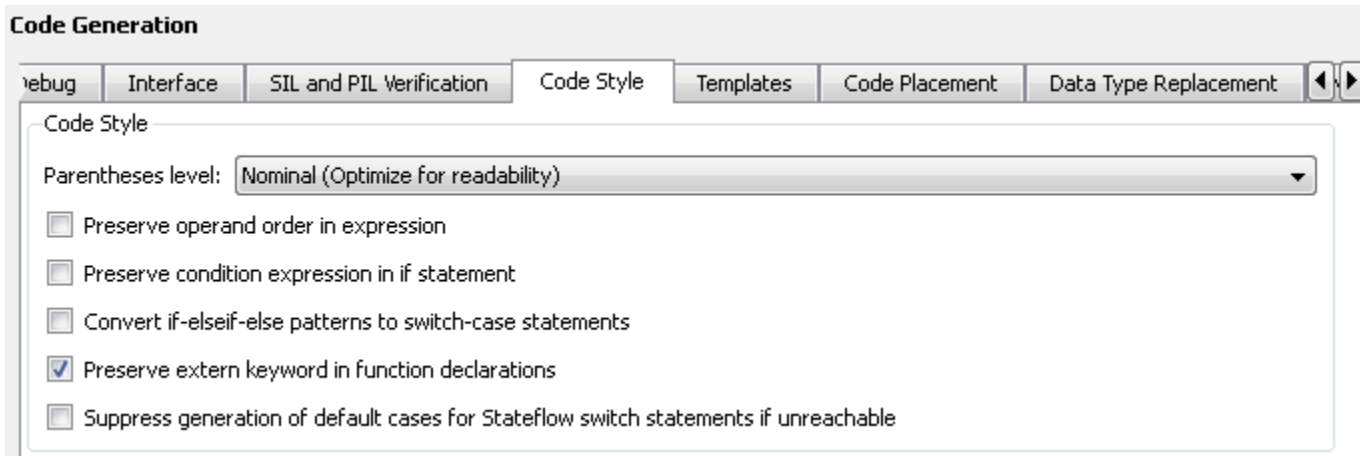 Code Generation
ebug Interface SIL and PIL Verification Code Style Templates Code Placement Data Type Replacement
Code Style
Parentheses level: Nominal (Optimize for readability)
Preserve operand order in expression
Preserve condition expression in if statement
Convert if-elseif-else patterns to switch-case statements
Preserve extern keyword in function declarations
Suppress generation of default cases for Stateflow switch statements if unreachable